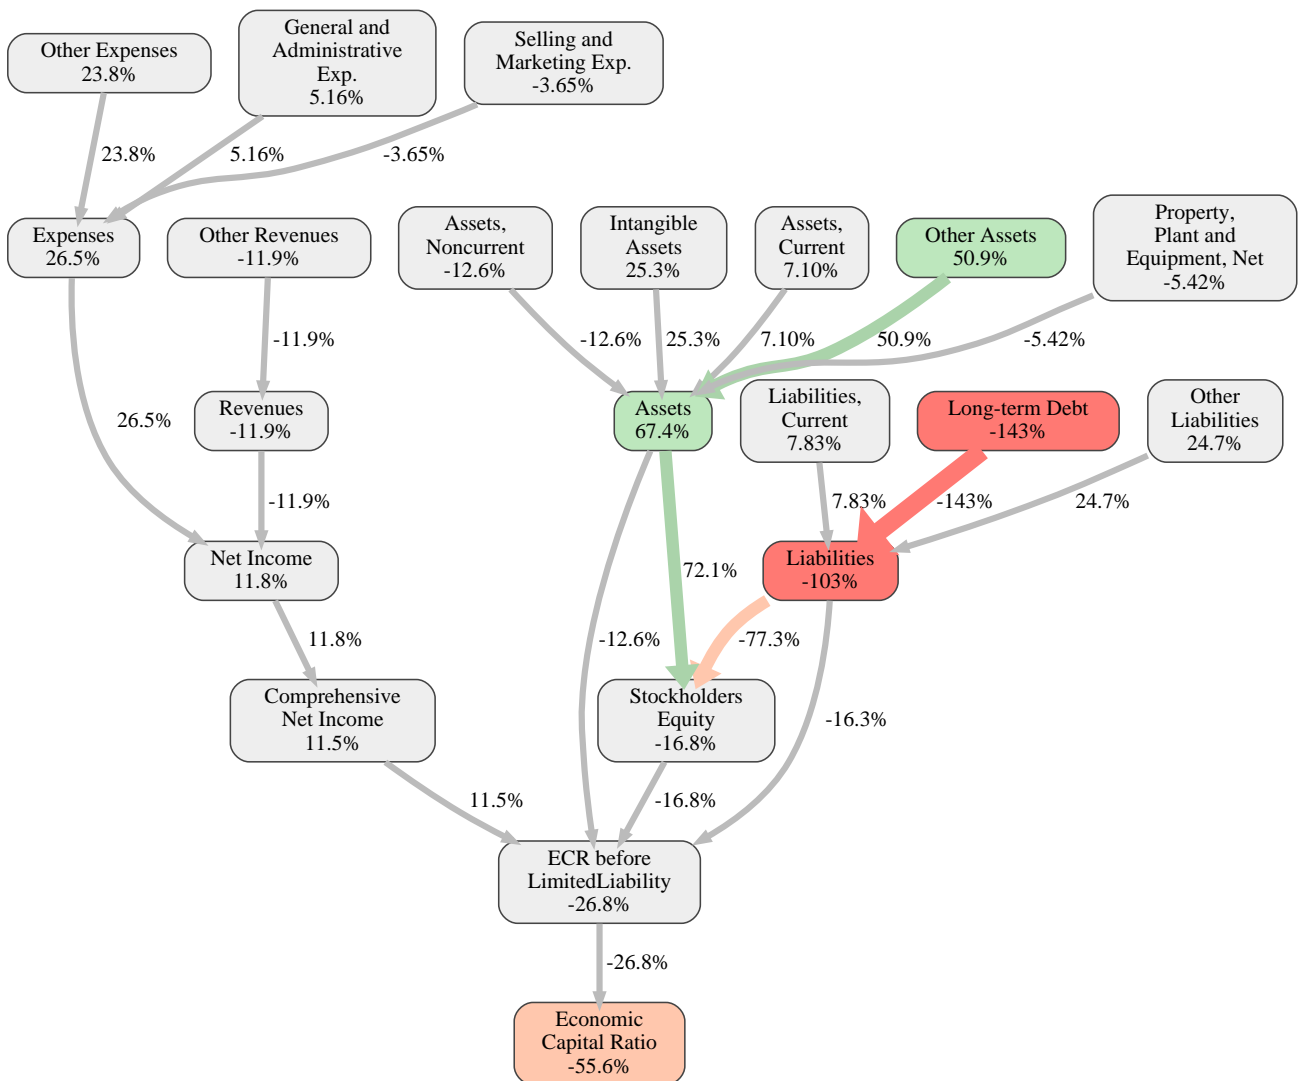 Other Expenses
23.8%
General and
Administrative
Exp.
5.16%
Selling and
Marketing Exp.
-3.65%
23.8%
5.16%
-3.65%
Expenses
26.5%
Other Revenues
-11.9%
Assets,
Noncurrent
-12.6%
Intangible
Assets
25.3%
Assets,
Current
7.10%
Other Assets
50.9%
Property,
Plant and
Equipment, Net
-5.42%
-11.9%
-12.6%
25.3%
7.10%
50.9%
-5.42%
26.5%
Revenues
-11.9%
Assets
67.4%
Liabilities,
Current
7.83%
Long-term Debt
-143%
Other
Liabilities
24.7%
-11.9%
7.83%
-143%
24.7%
Net Income
11.8%
72.1%
Liabilities
-103%
11.8%
-12.6%
-77.3%
-16.3%
Comprehensive
Net Income
11.5%
Stockholders
Equity
-16.8%
11.5%
-16.8%
ECR before
LimitedLiability
-26.8%
-26.8%
Economic
Capital Ratio
-55.6%